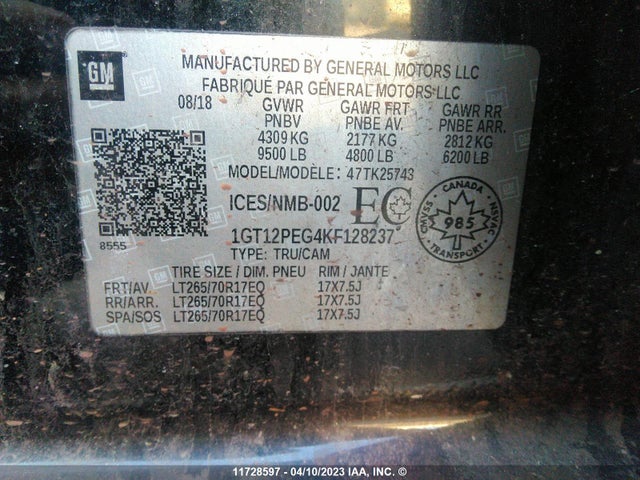 GM
MANUFACTURED BY GENERAL MOTORS LLC
FABRIQUÉ PAR GENERAL MOTORS LLC
08/18 GVWR GAWR FRT GAWR RR
PNBV PNBE AV. PNBE ARR.
4309 KG 2177 KG 2812 KG
9500 LB 4800 LB 6200 LB
MODEL/MODÈLE: 47TK25743
ICES/NMB-002 EC
CANADA
CMVSS 985 NSVAC
TRANSPORT
8555
1GT12PEG4KF128237
TYPE: TRU/CAM
TIRE SIZE / DIM. PNEU RIM / JANTE
FRT/AV. LT265/70R17EQ 17X7.5J
RR/ARR. LT265/70R17EQ 17X7.5J
SPA/SOS LT265/70R17EQ 17X7.5J
11728597 - 04/10/2023 IAA, INC. ©